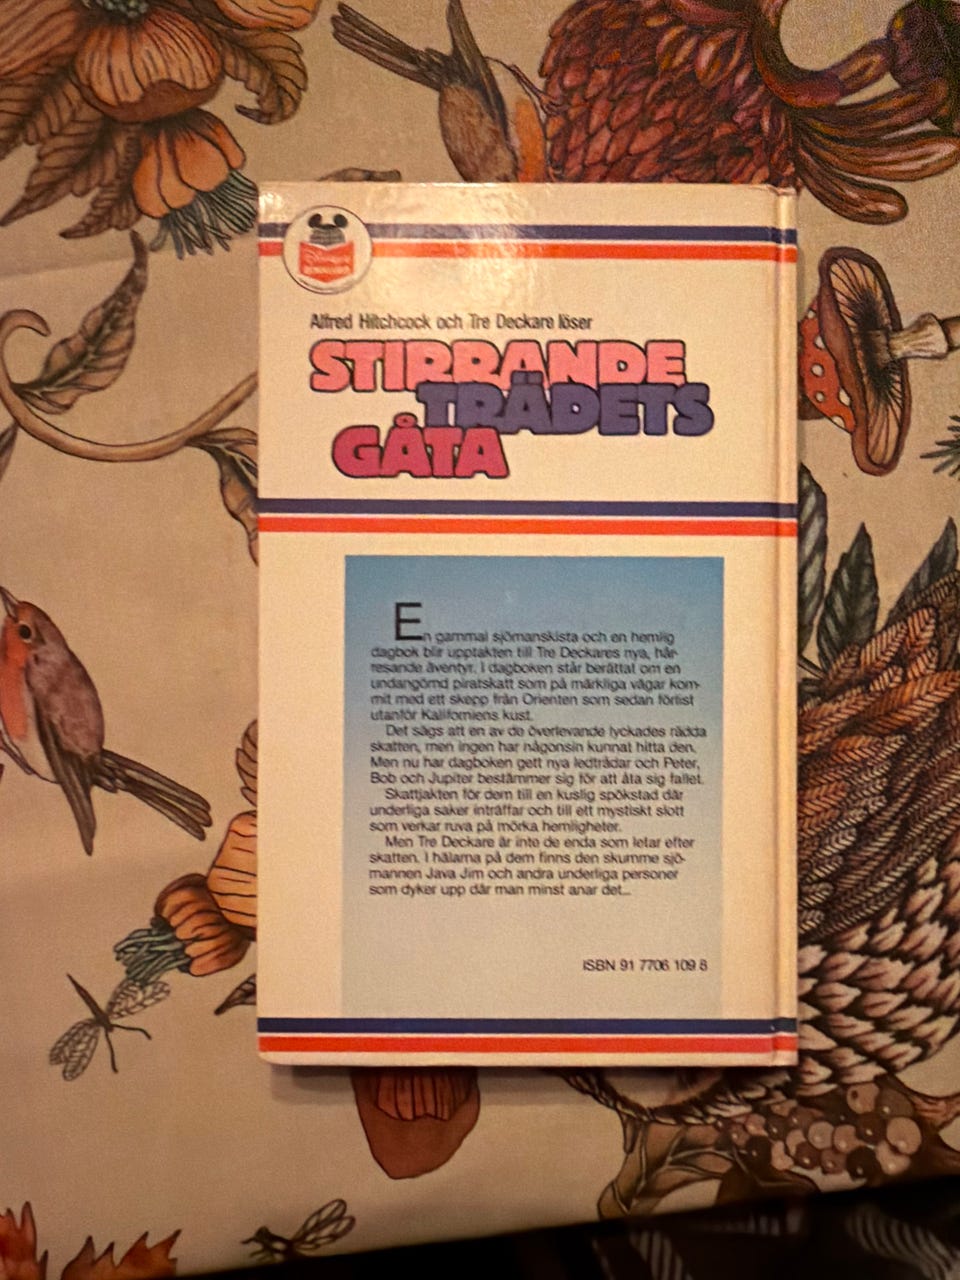 Disney's
BOKKLUBB
Alfred Hitchcock och Tre Deckare löser
STIRRANDE
TRÄDETS
GÅTA
En gammal sjömanskista och en hemlig
dagbok blir upptakten till Tre Deckares nya, hår-
resande äventyr. I dagboken står berättat om en
undangömd piratskatt som på märkliga vägar kom-
mit med ett skepp från Orienten som sedan förlist
utanför Kaliforniens kust.
Det sägs att en av de överlevande lyckades rädda
skatten, men ingen har någonsin kunnat hitta den.
Men nu har dagboken gett nya ledtrådar och Peter,
Bob och Jupiter bestämmer sig för att åta sig fallet.
Skattjakten för dem till en kuslig spökstad där
underliga saker inträffar och till ett mystiskt slott
som verkar ruva på mörka hemligheter.
Men Tre Deckare är inte de enda som letar efter
skatten. I hälarna på dem finns den skumme sjö-
mannen Java Jim och andra underliga personer
som dyker upp där man minst anar det...
ISBN 91 7706 109 8